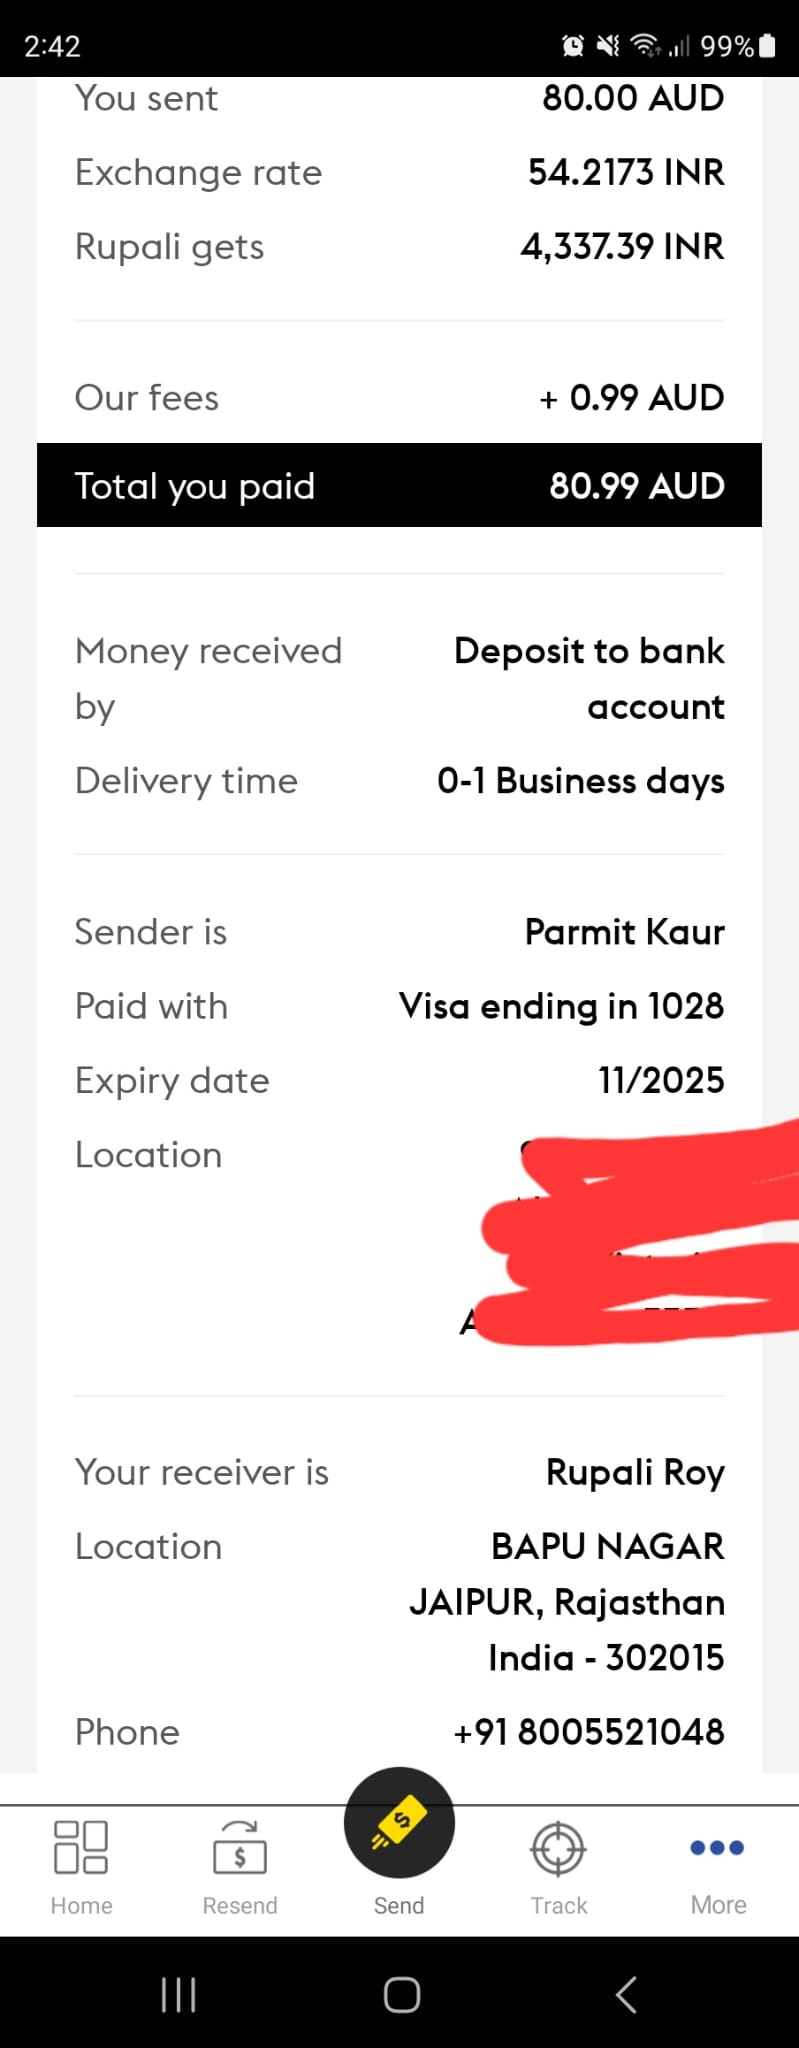 2:42
99%
You sent 80.00 AUD
Exchange rate 54.2173 INR
Rupali gets 4,337.39 INR
Our fees + 0.99 AUD
Total you paid 80.99 AUD
Money received Deposit to bank
by account
Delivery time 0-1 Business days
Sender is Parmit Kaur
Paid with Visa ending in 1028
Expiry date 11/2025
Location
Your receiver is Rupali Roy
Location BAPU NAGAR
JAIPUR, Rajasthan
India - 302015
Phone +91 8005521048
Home Resend Send Track More